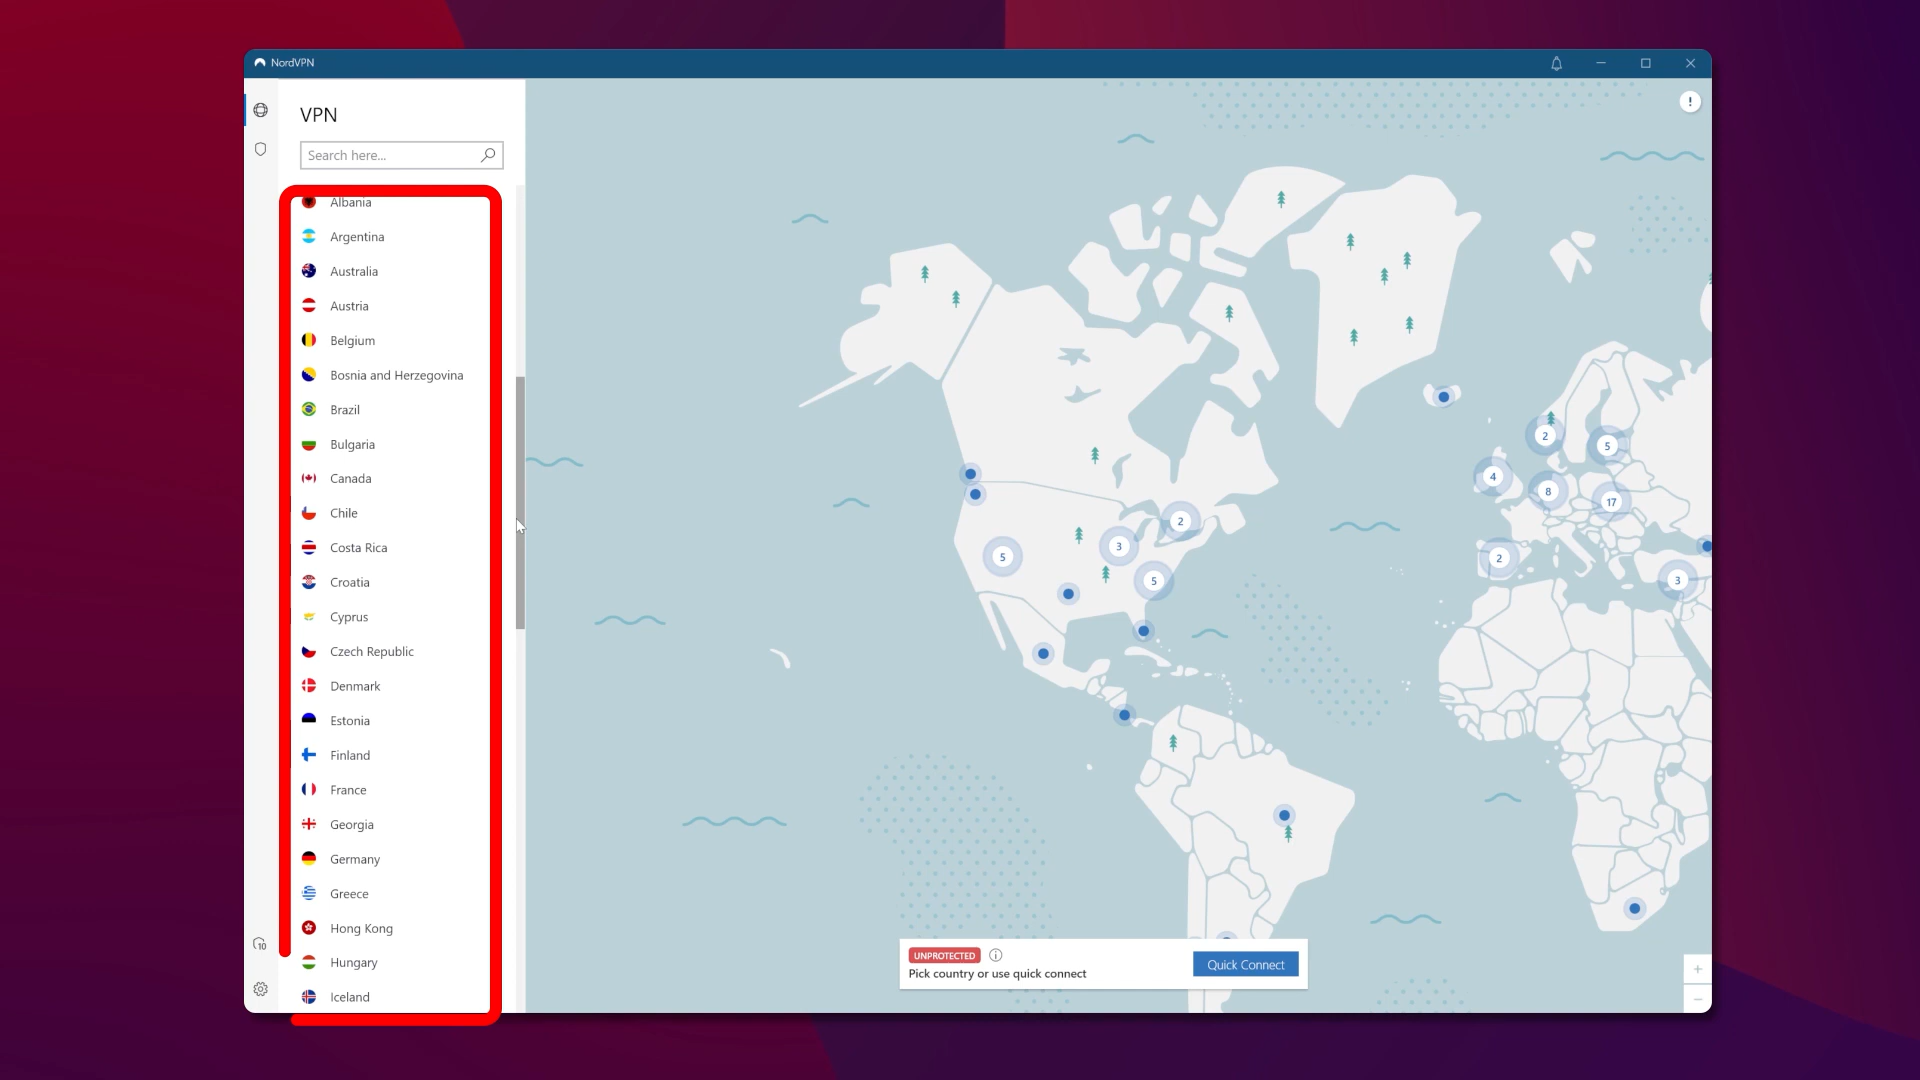 NordVPN
VPN
Search here...
Albania
Argentina
Australia
Austria
Belgium
Bosnia and Herzegovina
Brazil
Bulgaria
Canada
Chile
Costa Rica
Croatia
Cyprus
Czech Republic
Denmark
Estonia
Finland
France
Georgia
Germany
Greece
Hong Kong
Hungary
Iceland
10
!
2
5
4
8
17
2
3
2
3
5
5
UNPROTECTED
Pick country or use quick connect
Quick Connect
+
−